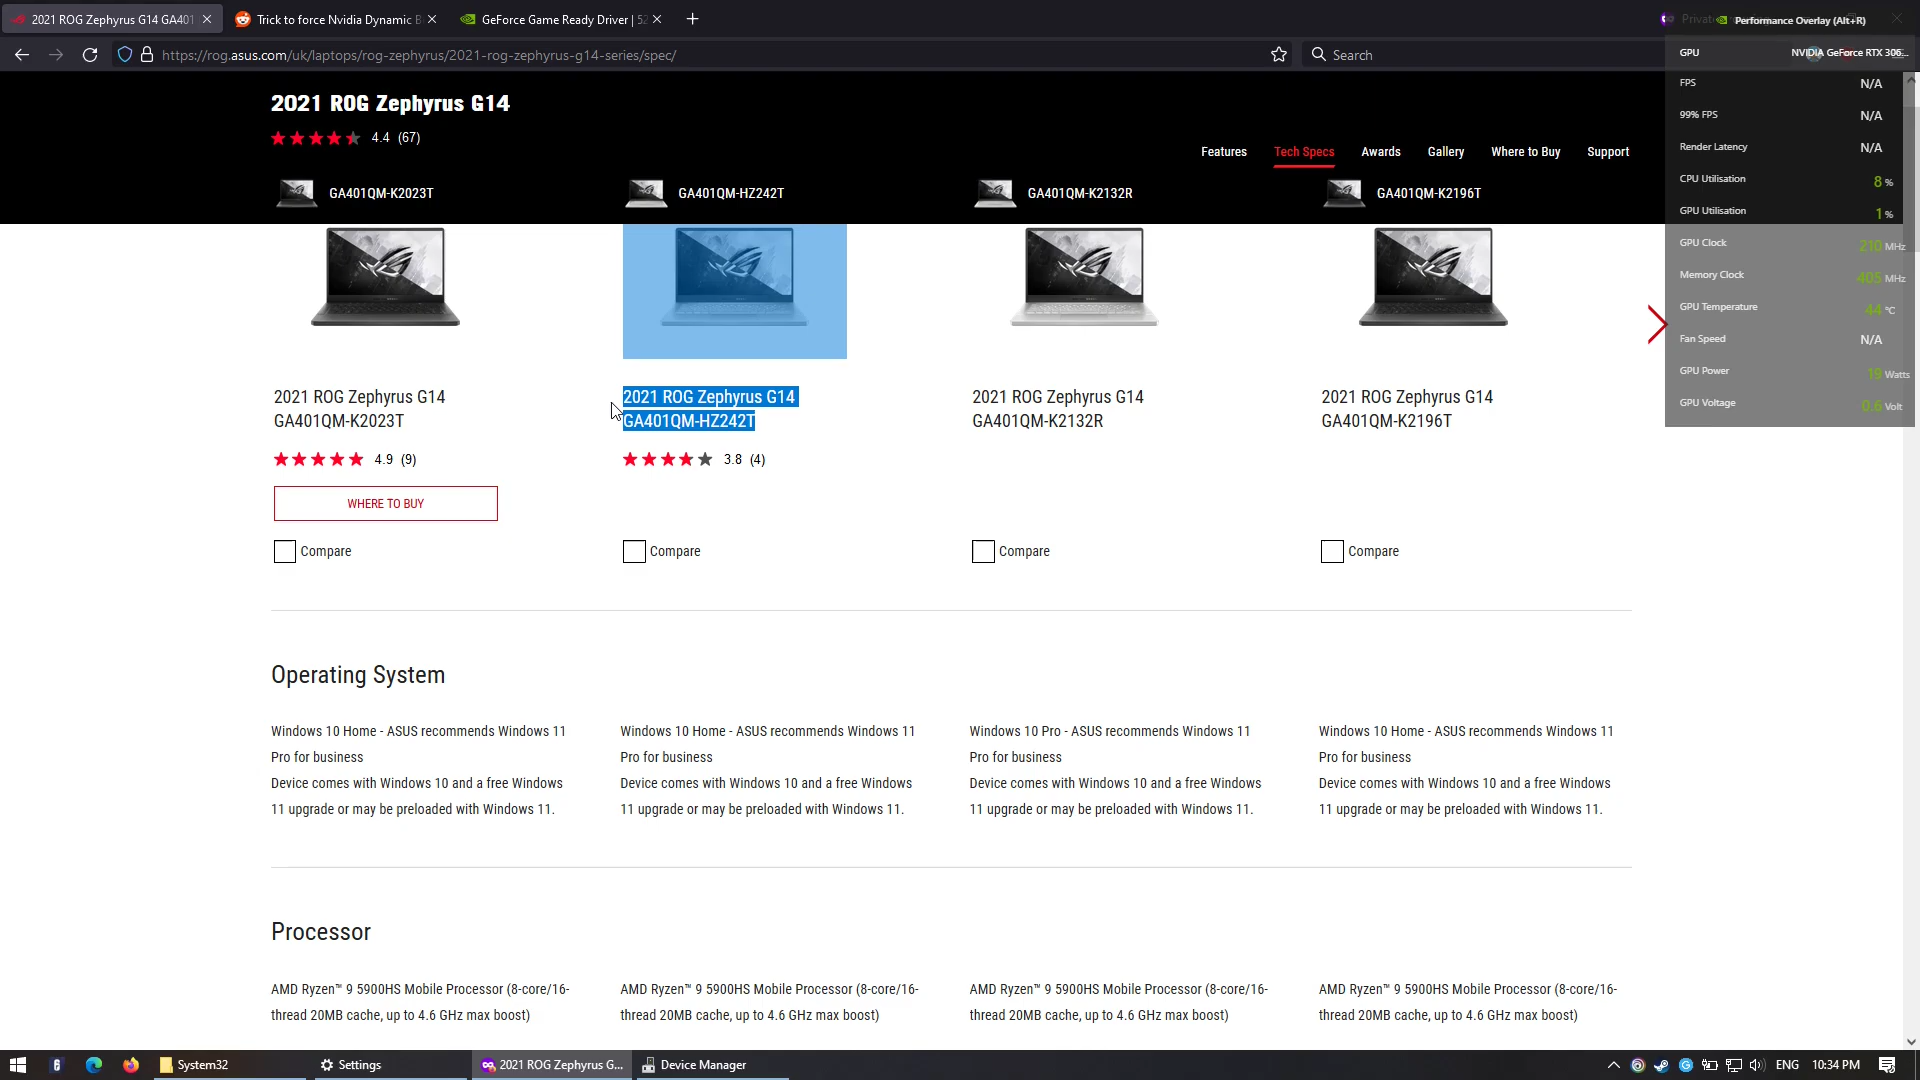 2021 ROG Zephyrus G14 GA401
Trick to force Nvidia Dynamic B
GeForce Game Ready Driver | 52
Performance Overlay (Alt+R)
https://rog.asus.com/uk/laptops/rog-zephyrus/2021-rog-zephyrus-g14-series/spec/
Search
GPU NVIDIA GeForce RTX 306...
FPS N/A
99% FPS N/A
Render Latency N/A
CPU Utilisation 8 %
GPU Utilisation 1 %
GPU Clock 210 MHz
Memory Clock 405 MHz
GPU Temperature 44 °C
Fan Speed N/A
GPU Power 19 Watts
GPU Voltage 0.6 Volt
2021 ROG Zephyrus G14
4.4 (67)
Features Tech Specs Awards Gallery Where to Buy Support
GA401QM-K2023T GA401QM-HZ242T GA401QM-K2132R GA401QM-K2196T
2021 ROG Zephyrus G14
GA401QM-K2023T
4.9 (9)
WHERE TO BUY
Compare
2021 ROG Zephyrus G14
GA401QM-HZ242T
3.8 (4)
Compare
2021 ROG Zephyrus G14
GA401QM-K2132R
Compare
2021 ROG Zephyrus G14
GA401QM-K2196T
Compare
Operating System
Windows 10 Home - ASUS recommends Windows 11
Pro for business
Device comes with Windows 10 and a free Windows
11 upgrade or may be preloaded with Windows 11.
Windows 10 Home - ASUS recommends Windows 11
Pro for business
Device comes with Windows 10 and a free Windows
11 upgrade or may be preloaded with Windows 11.
Windows 10 Pro - ASUS recommends Windows 11
Pro for business
Device comes with Windows 10 and a free Windows
11 upgrade or may be preloaded with Windows 11.
Windows 10 Home - ASUS recommends Windows 11
Pro for business
Device comes with Windows 10 and a free Windows
11 upgrade or may be preloaded with Windows 11.
Processor
AMD Ryzen™ 9 5900HS Mobile Processor (8-core/16-
thread 20MB cache, up to 4.6 GHz max boost)
AMD Ryzen™ 9 5900HS Mobile Processor (8-core/16-
thread 20MB cache, up to 4.6 GHz max boost)
AMD Ryzen™ 9 5900HS Mobile Processor (8-core/16-
thread 20MB cache, up to 4.6 GHz max boost)
AMD Ryzen™ 9 5900HS Mobile Processor (8-core/16-
thread 20MB cache, up to 4.6 GHz max boost)
System32
Settings
2021 ROG Zephyrus G...
Device Manager
ENG 10:34 PM